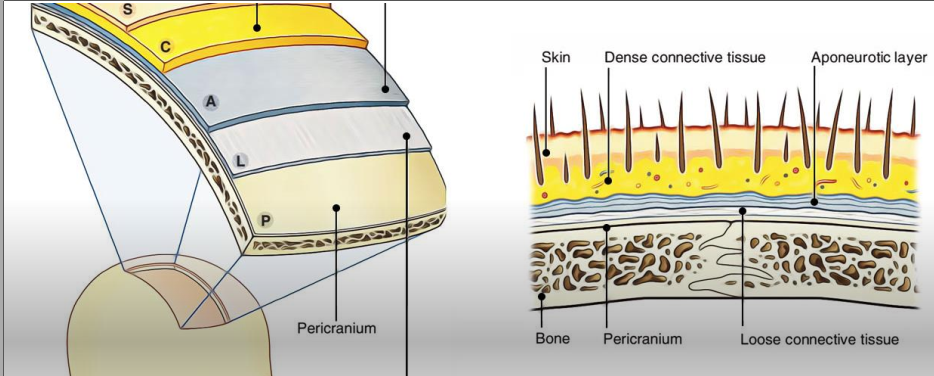 S
C
A
L
P
Pericranium
Skin
Dense connective tissue
Aponeurotic layer
Bone
Pericranium
Loose connective tissue